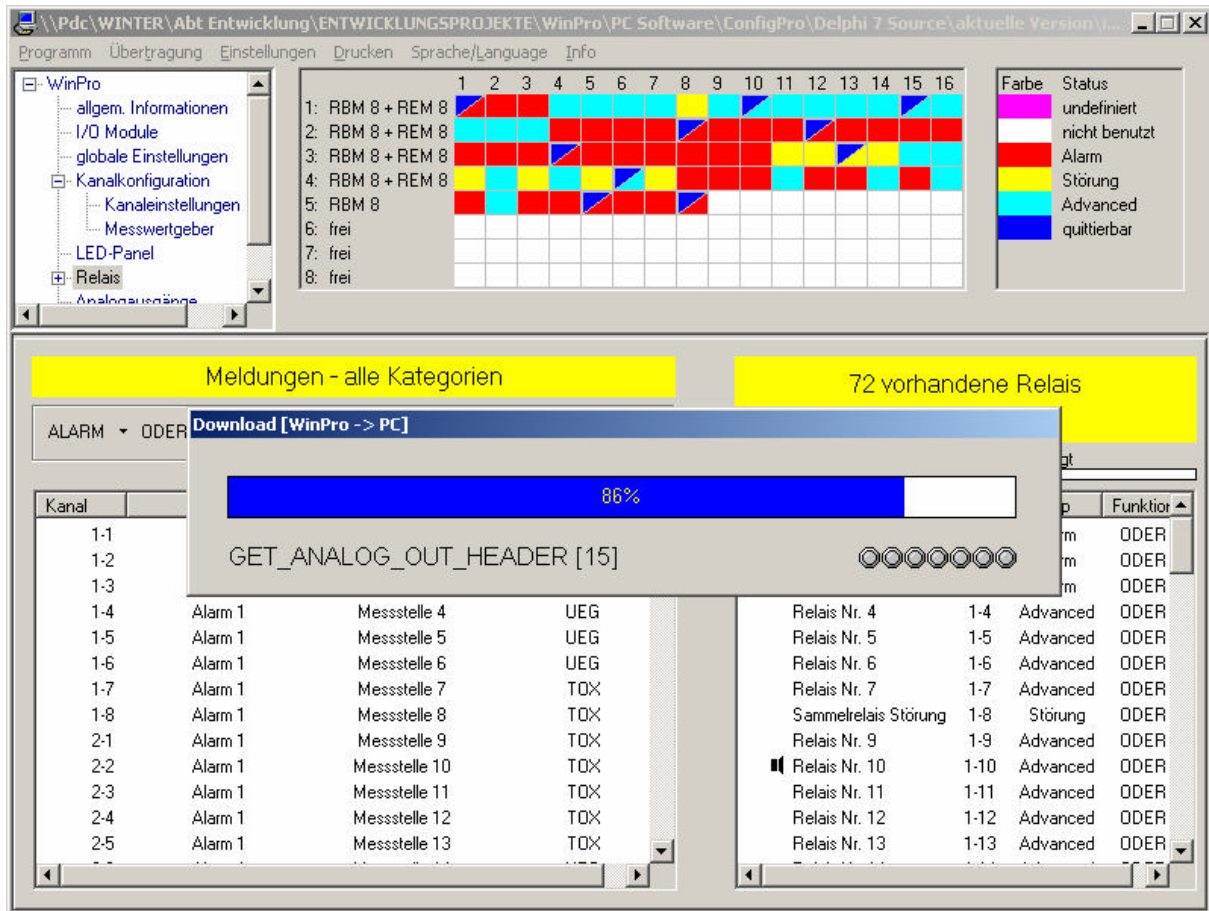 \\Pdc\WINTER\Abt Entwicklung\ENTWICKLUNGSPROJEKTE\WinPro\PC Software\ConfigPro\Delphi 7 Source\aktuelle Version\
Programm Übertragung Einstellungen Drucken Sprache/Language Info
WinPro
allgem. Informationen
I/O Module
globale Einstellungen
Kanalkonfiguration
Kanaleinstellungen
Messwertgeber
LED-Panel
Relais
Analogausgänge
1 2 3 4 5 6 7 8 9 10 11 12 13 14 15 16
1: RBM 8 + REM 8
2: RBM 8 + REM 8
3: RBM 8 + REM 8
4: RBM 8 + REM 8
5: RBM 8
6: frei
7: frei
8: frei
Farbe Status
undefiniert
nicht benutzt
Alarm
Störung
Advanced
quittierbar
Meldungen - alle Kategorien
72 vorhandene Relais
ALARM ODER
Download [WinPro -> PC]
86%
GET_ANALOG_OUT_HEADER [15]
gt
Kanal
p Funktion
1-1 rm ODER
1-2 rm ODER
1-3 rm ODER
1-4 Alarm 1 Messstelle 4 UEG
1-5 Alarm 1 Messstelle 5 UEG
1-6 Alarm 1 Messstelle 6 UEG
1-7 Alarm 1 Messstelle 7 TOX
1-8 Alarm 1 Messstelle 8 TOX
2-1 Alarm 1 Messstelle 9 TOX
2-2 Alarm 1 Messstelle 10 TOX
2-3 Alarm 1 Messstelle 11 TOX
2-4 Alarm 1 Messstelle 12 TOX
2-5 Alarm 1 Messstelle 13 TOX
Relais Nr. 4 1-4 Advanced ODER
Relais Nr. 5 1-5 Advanced ODER
Relais Nr. 6 1-6 Advanced ODER
Relais Nr. 7 1-7 Advanced ODER
Sammelrelais Störung 1-8 Störung ODER
Relais Nr. 9 1-9 Advanced ODER
Relais Nr. 10 1-10 Advanced ODER
Relais Nr. 11 1-11 Advanced ODER
Relais Nr. 12 1-12 Advanced ODER
Relais Nr. 13 1-13 Advanced ODER